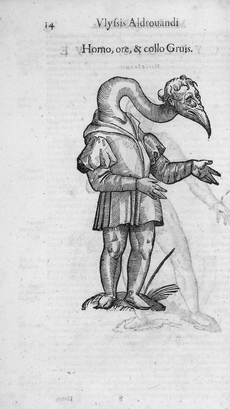 14 Vlyſsis Aldrouandi
Homo, ore, & collo Gruis.